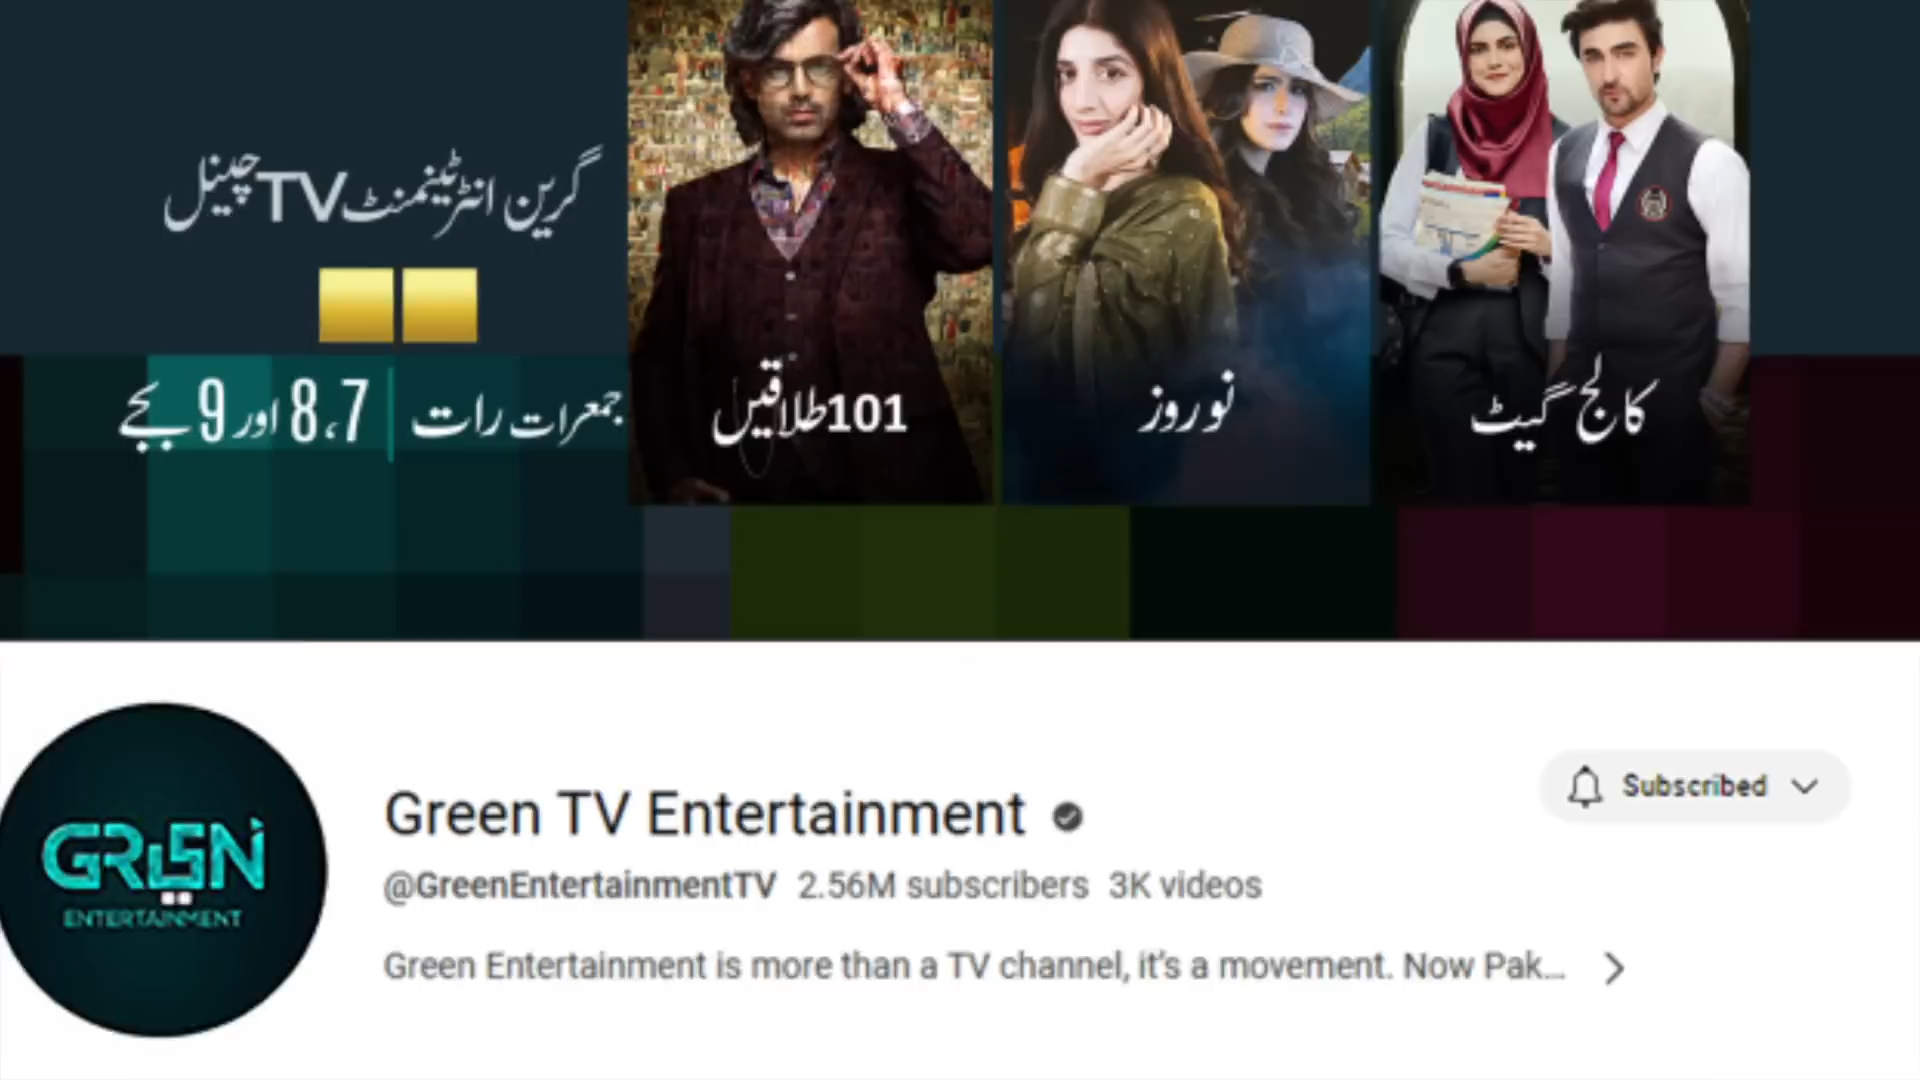 گرین انٹرٹینمنٹ TV چینل
جمعرات رات | 7، 8 اور 9 بجے
101 طلاقیں
نوروز
کالج گیٹ
GREEN
ENTERTAINMENT
Green TV Entertainment
@GreenEntertainmentTV 2.56M subscribers 3K videos
Green Entertainment is more than a TV channel, it's a movement. Now Pak...
Subscribed